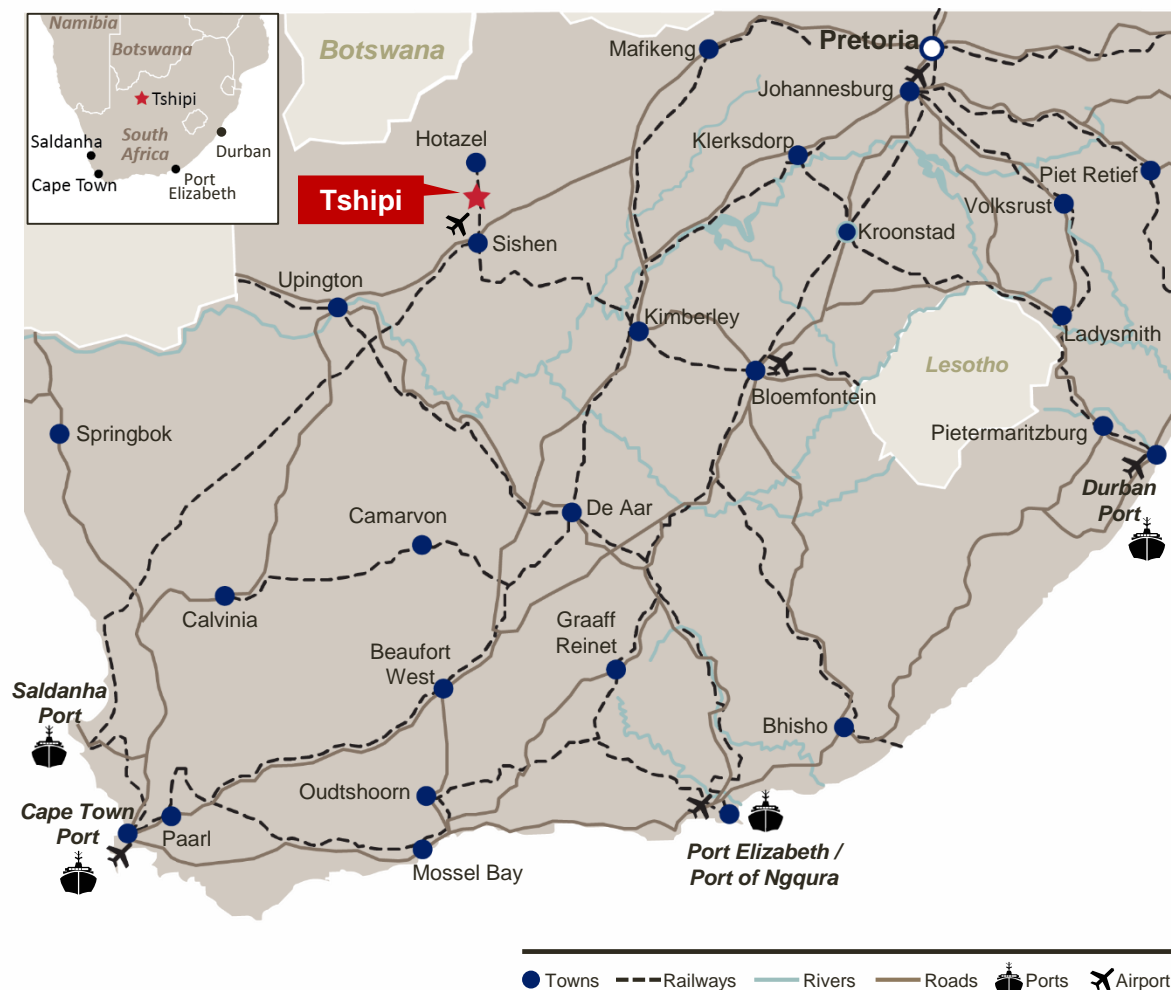 Namibia
Botswana
Tshipi
South
Africa
Saldanha
Cape Town
Port
Elizabeth
Durban
Botswana
Mafikeng
Pretoria
Johannesburg
Hotazel
Klerksdorp
Piet Retief
Tshipi
Volksrust
Sishen
Kroonstad
Upington
Kimberley
Ladysmith
Lesotho
Bloemfontein
Springbok
Pietermaritzburg
Durban
Port
De Aar
Camarvon
Calvinia
Graaff
Reinet
Beaufort
West
Saldanha
Port
Bhisho
Oudtshoorn
Cape Town
Port
Paarl
Mossel Bay
Port Elizabeth /
Port of Ngqura
Towns Railways Rivers Roads Ports Airport